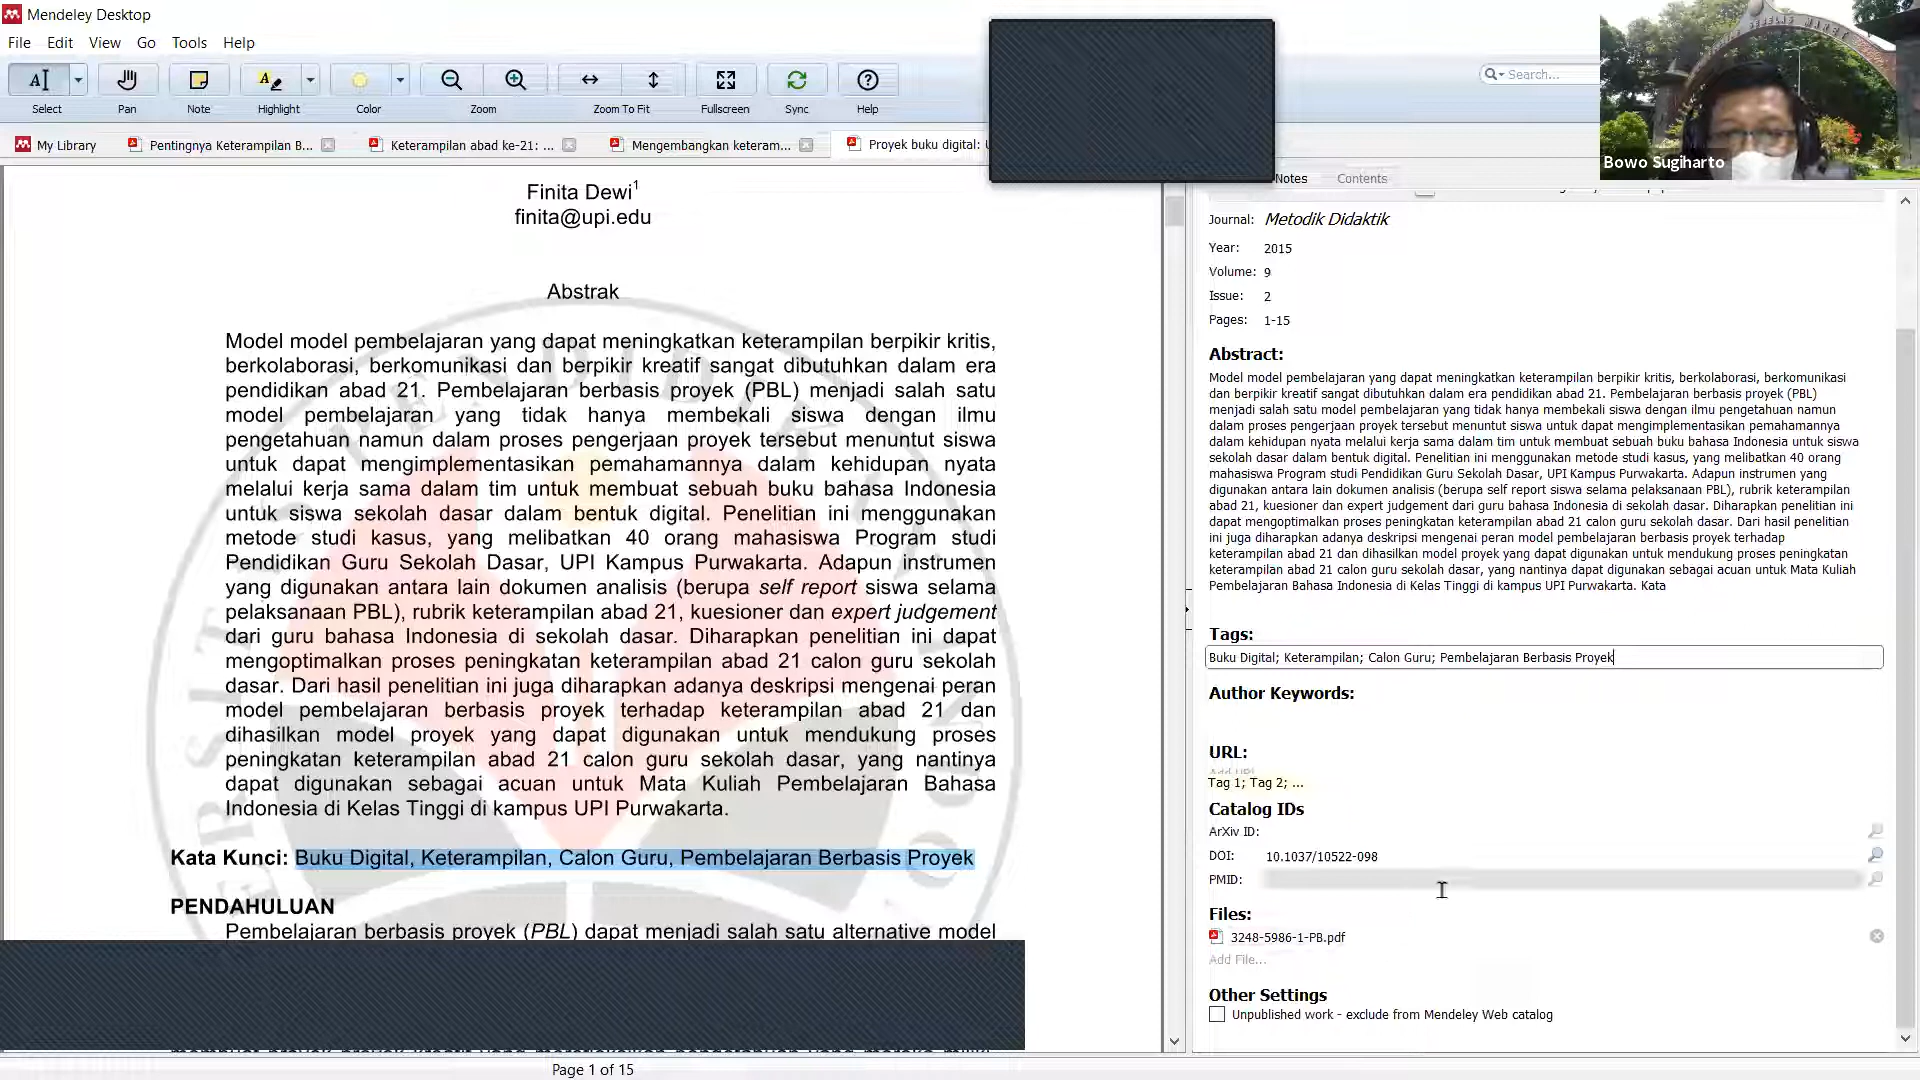 Mendeley Desktop
File Edit View Go Tools Help
Search...
Select Pan Note Highlight Color Zoom Zoom To Fit Fullscreen Sync Help
Bowo Sugiharto
My Library Pentingnya Keterampilan B... Keterampilan abad ke-21: ... Mengembangkan keteram... Proyek buku digital:
Notes Contents
Finita Dewi1
finita@upi.edu
Abstrak
Model model pembelajaran yang dapat meningkatkan keterampilan berpikir kritis,
berkolaborasi, berkomunikasi dan berpikir kreatif sangat dibutuhkan dalam era
pendidikan abad 21. Pembelajaran berbasis proyek (PBL) menjadi salah satu
model pembelajaran yang tidak hanya membekali siswa dengan ilmu
pengetahuan namun dalam proses pengerjaan proyek tersebut menuntut siswa
untuk dapat mengimplementasikan pemahamannya dalam kehidupan nyata
melalui kerja sama dalam tim untuk membuat sebuah buku bahasa Indonesia
untuk siswa sekolah dasar dalam bentuk digital. Penelitian ini menggunakan
metode studi kasus, yang melibatkan 40 orang mahasiswa Program studi
Pendidikan Guru Sekolah Dasar, UPI Kampus Purwakarta. Adapun instrumen
yang digunakan antara lain dokumen analisis (berupa self report siswa selama
pelaksanaan PBL), rubrik keterampilan abad 21, kuesioner dan expert judgement
dari guru bahasa Indonesia di sekolah dasar. Diharapkan penelitian ini dapat
mengoptimalkan proses peningkatan keterampilan abad 21 calon guru sekolah
dasar. Dari hasil penelitian ini juga diharapkan adanya deskripsi mengenai peran
model pembelajaran berbasis proyek terhadap keterampilan abad 21 dan
dihasilkan model proyek yang dapat digunakan untuk mendukung proses
peningkatan keterampilan abad 21 calon guru sekolah dasar, yang nantinya
dapat digunakan sebagai acuan untuk Mata Kuliah Pembelajaran Bahasa
Indonesia di Kelas Tinggi di kampus UPI Purwakarta.
Kata Kunci: Buku Digital, Keterampilan, Calon Guru, Pembelajaran Berbasis Proyek
PENDAHULUAN
Pembelajaran berbasis proyek (PBL) dapat menjadi salah satu alternative model
Page 1 of 15
Journal: Metodik Didaktik
Year: 2015
Volume: 9
Issue: 2
Pages: 1-15
Abstract:
Model model pembelajaran yang dapat meningkatkan keterampilan berpikir kritis, berkolaborasi, berkomunikasi
dan berpikir kreatif sangat dibutuhkan dalam era pendidikan abad 21. Pembelajaran berbasis proyek (PBL)
menjadi salah satu model pembelajaran yang tidak hanya membekali siswa dengan ilmu pengetahuan namun
dalam proses pengerjaan proyek tersebut menuntut siswa untuk dapat mengimplementasikan pemahamannya
dalam kehidupan nyata melalui kerja sama dalam tim untuk membuat sebuah buku bahasa Indonesia untuk siswa
sekolah dasar dalam bentuk digital. Penelitian ini menggunakan metode studi kasus, yang melibatkan 40 orang
mahasiswa Program studi Pendidikan Guru Sekolah Dasar, UPI Kampus Purwakarta. Adapun instrumen yang
digunakan antara lain dokumen analisis (berupa self report siswa selama pelaksanaan PBL), rubrik keterampilan
abad 21, kuesioner dan expert judgement dari guru bahasa Indonesia di sekolah dasar. Diharapkan penelitian ini
dapat mengoptimalkan proses peningkatan keterampilan abad 21 calon guru sekolah dasar. Dari hasil penelitian
ini juga diharapkan adanya deskripsi mengenai peran model pembelajaran berbasis proyek terhadap
keterampilan abad 21 dan dihasilkan model proyek yang dapat digunakan untuk mendukung proses peningkatan
keterampilan abad 21 calon guru sekolah dasar, yang nantinya dapat digunakan sebagai acuan untuk Mata Kuliah
Pembelajaran Bahasa Indonesia di Kelas Tinggi di kampus UPI Purwakarta. Kata
Tags:
Buku Digital; Keterampilan; Calon Guru; Pembelajaran Berbasis Proyek
Author Keywords:
URL:
Tag 1; Tag 2; ...
Catalog IDs
ArXiv ID:
DOI: 10.1037/10522-098
PMID:
Files:
3248-5986-1-PB.pdf
Add File...
Other Settings
Unpublished work - exclude from Mendeley Web catalog